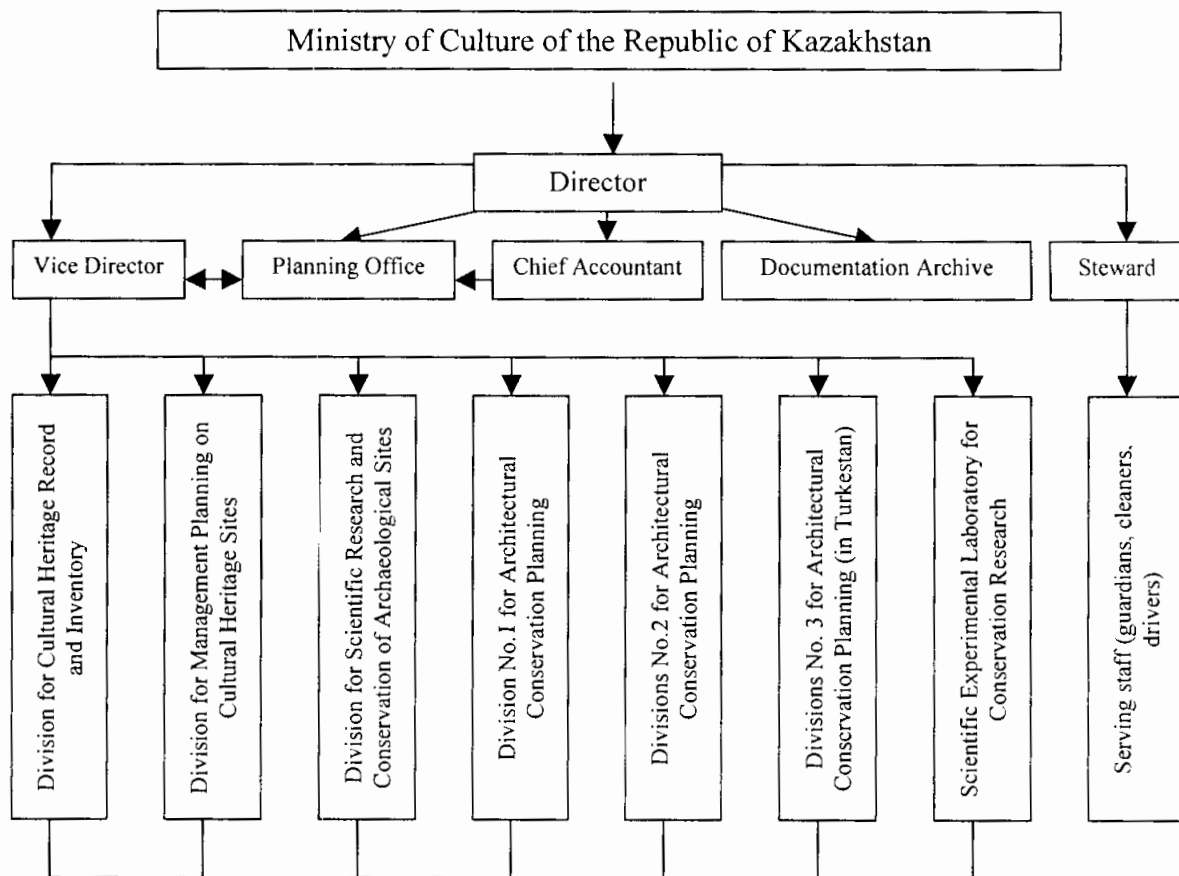 Ministry of Culture of the Republic of Kazakhstan
Director
Vice Director
Planning Office
Chief Accountant
Documentation Archive
Steward
Division for Cultural Heritage Record
and Inventory
Division for Management Planning on
Cultural Heritage Sites
Division for Scientific Research and
Conservation of Archaeological Sites
Division No.1 for Architectural
Conservation Planning
Divisions No.2 for Architectural
Conservation Planning
Divisions No. 3 for Architectural
Conservation Planning (in Turkestan)
Scientific Experimental Laboratory for
Conservation Research
Serving staff (guardians, cleaners,
drivers)